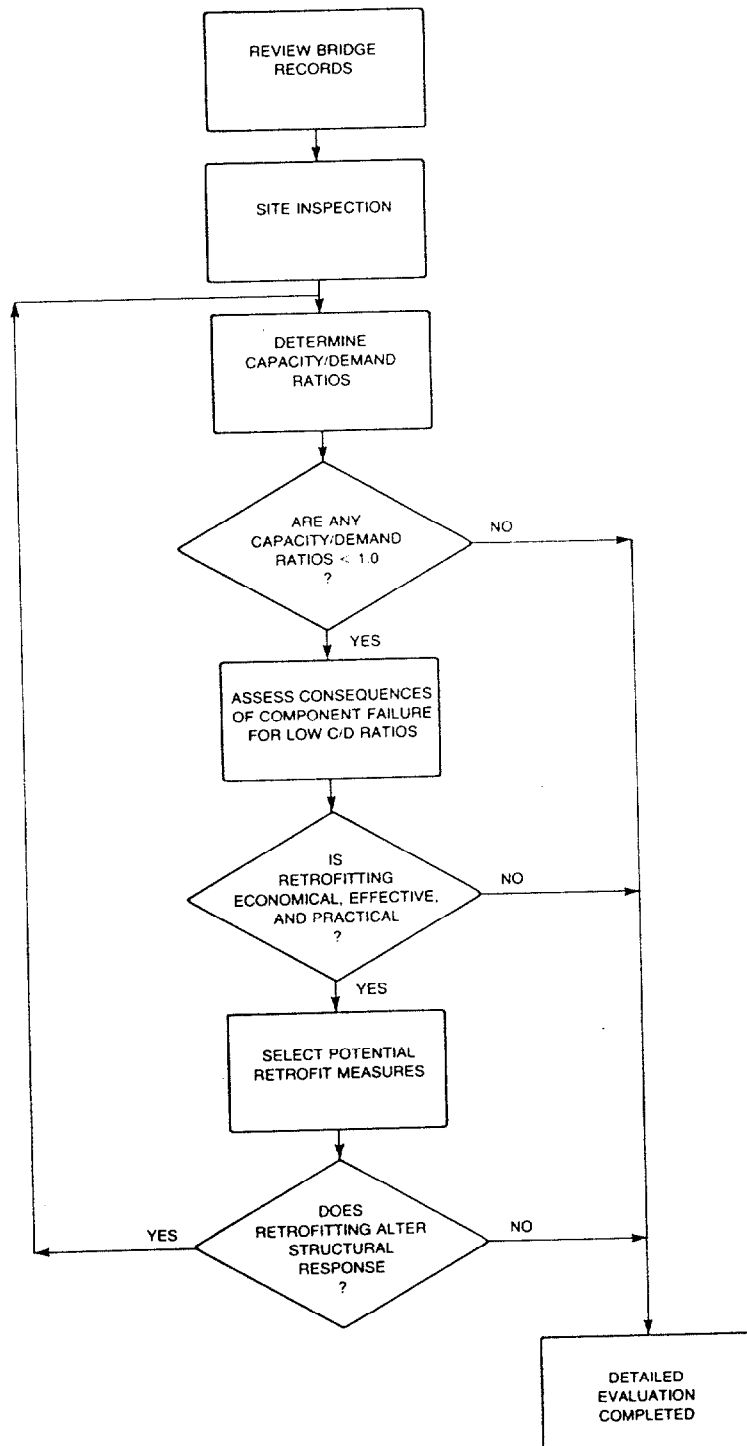 REVIEW BRIDGE
RECORDS
SITE INSPECTION
DETERMINE
CAPACITY/DEMAND
RATIOS
ARE ANY
CAPACITY/DEMAND
RATIOS < 1.0
?
NO
YES
ASSESS CONSEQUENCES
OF COMPONENT FAILURE
FOR LOW C/D RATIOS
IS
RETROFITTING
ECONOMICAL, EFFECTIVE,
AND PRACTICAL
?
NO
YES
SELECT POTENTIAL
RETROFIT MEASURES
DOES
RETROFITTING ALTER
STRUCTURAL
RESPONSE
?
YES
NO
DETAILED
EVALUATION
COMPLETED